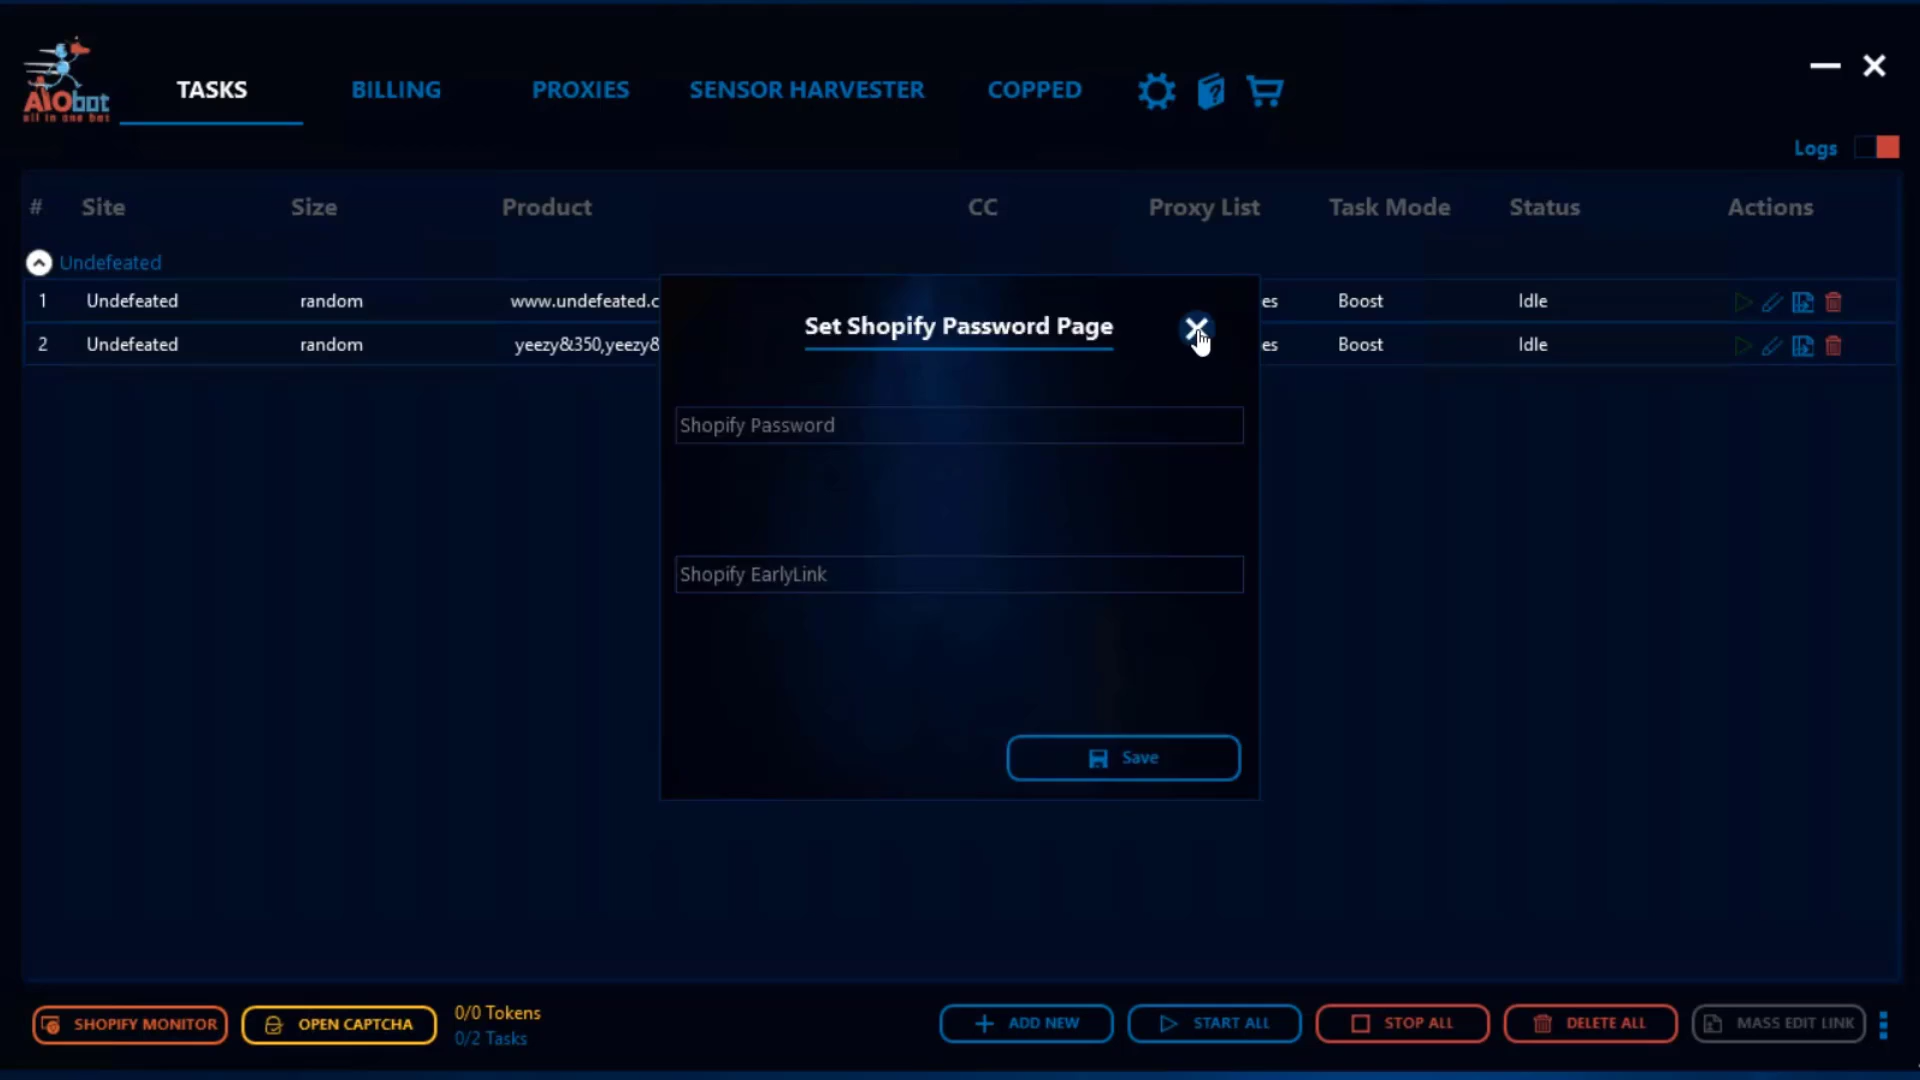 AIObot
all in one bot
TASKS
BILLING
PROXIES
SENSOR HARVESTER
COPPED
Logs
# Site Size Product CC Proxy List Task Mode Status Actions
Undefeated
1 Undefeated random www.undefeated.c es Boost Idle
2 Undefeated random yeezy&350,yeezy8 es Boost Idle
Set Shopify Password Page
Shopify Password
Shopify EarlyLink
Save
SHOPIFY MONITOR
OPEN CAPTCHA
0/0 Tokens
0/2 Tasks
ADD NEW
START ALL
STOP ALL
DELETE ALL
MASS EDIT LINK